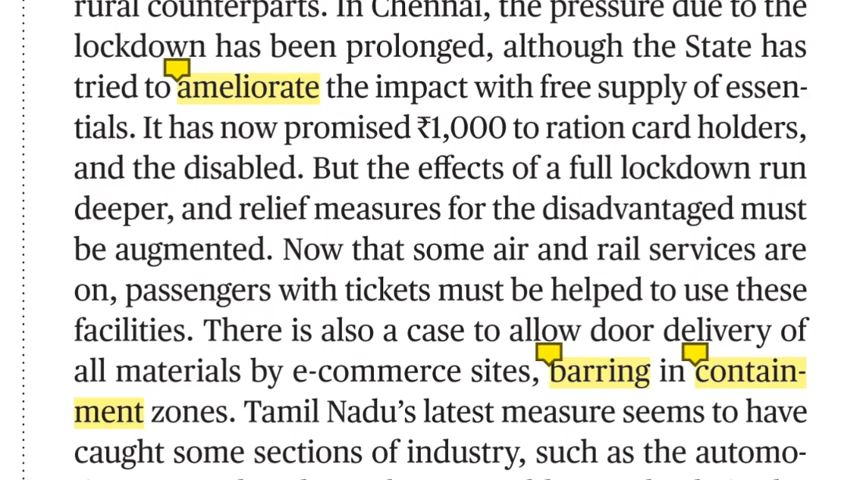 rural counterparts. In Chennai, the pressure due to the
lockdown has been prolonged, although the State has
tried to ameliorate the impact with free supply of essen-
tials. It has now promised ₹1,000 to ration card holders,
and the disabled. But the effects of a full lockdown run
deeper, and relief measures for the disadvantaged must
be augmented. Now that some air and rail services are
on, passengers with tickets must be helped to use these
facilities. There is also a case to allow door delivery of
all materials by e-commerce sites, barring in contain-
ment zones. Tamil Nadu’s latest measure seems to have
caught some sections of industry, such as the automo-